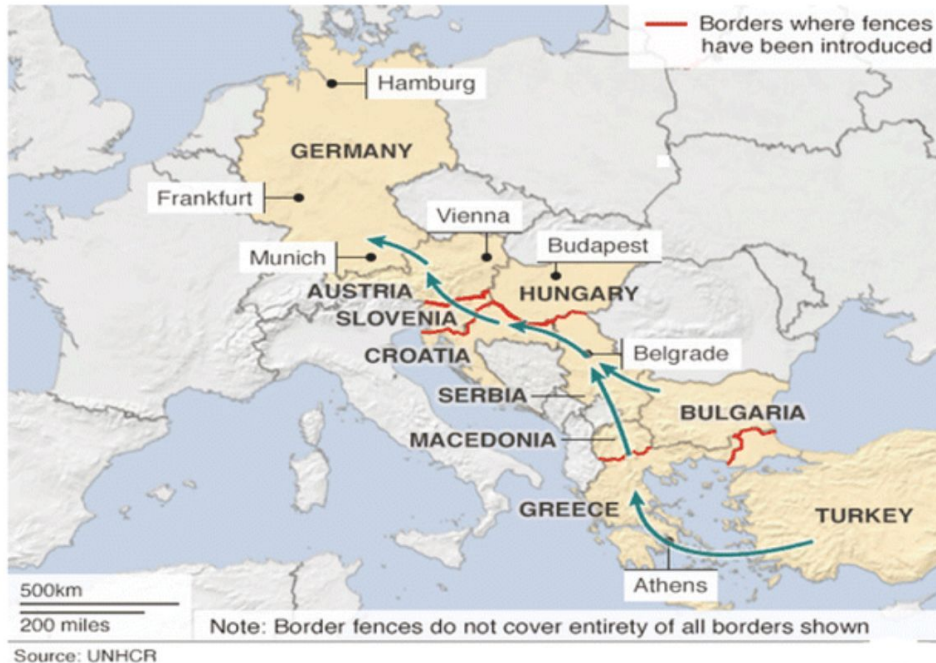 Borders where fences
have been introduced
Hamburg
GERMANY
Frankfurt
Vienna
Munich
Budapest
AUSTRIA
HUNGARY
SLOVENIA
CROATIA
Belgrade
SERBIA
BULGARIA
MACEDONIA
GREECE
TURKEY
Athens
500km
200 miles
Note: Border fences do not cover entirety of all borders shown
Source: UNHCR